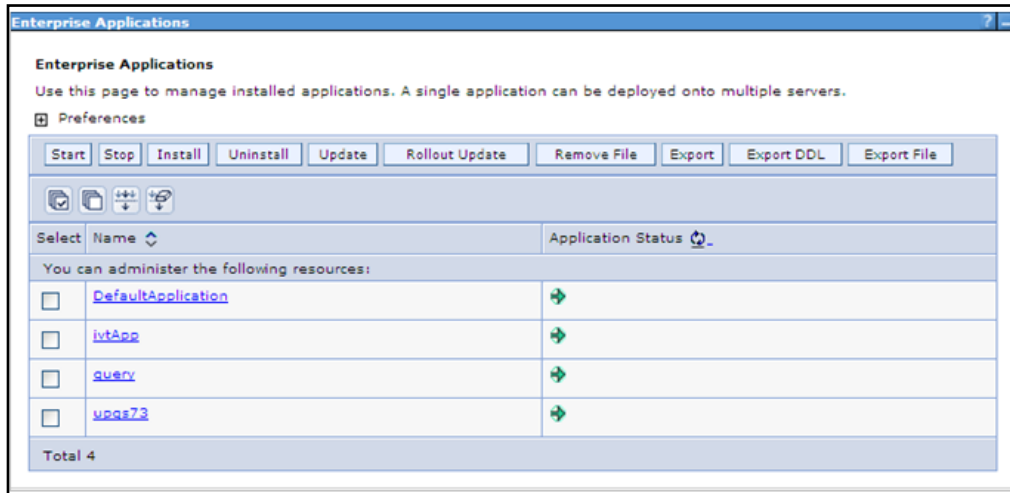 Enterprise Applications ? _
Enterprise Applications
Use this page to manage installed applications. A single application can be deployed onto multiple servers.
Preferences
Start Stop Install Uninstall Update Rollout Update Remove File Export Export DDL Export File
Select Name Application Status
You can administer the following resources:
DefaultApplication
ivtApp
query
upgs73
Total 4